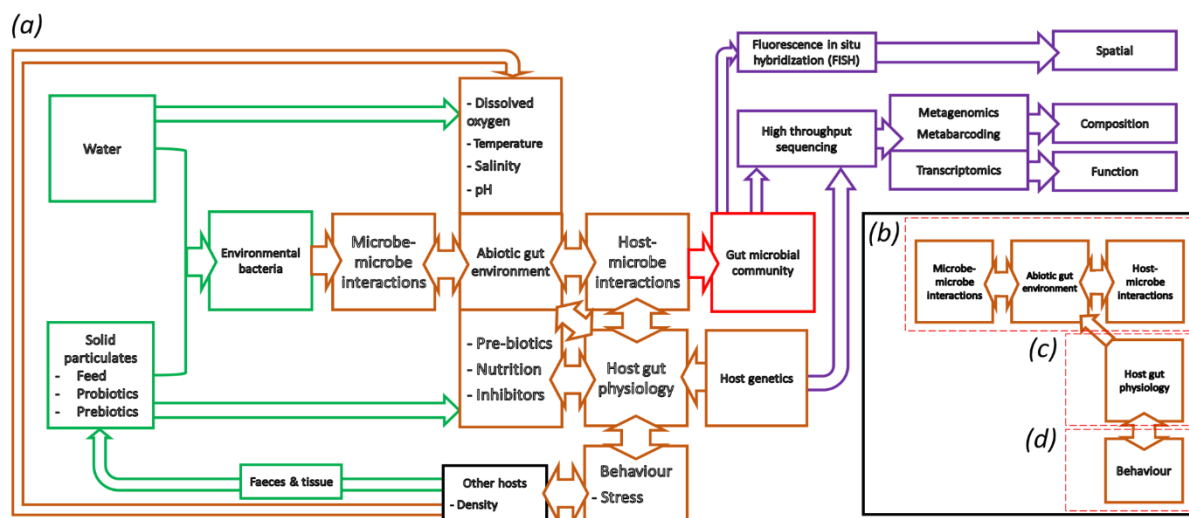 (a)
Water
- Dissolved
oxygen
- Temperature
- Salinity
- pH
Fluorescence in situ
hybridization (FISH)
Spatial
High throughput
sequencing
Metagenomics
Metabarcoding
Transcriptomics
Composition
Function
Environmental
bacteria
Microbe-
microbe
interactions
Abiotic gut
environment
Host-
microbe
interactions
Gut microbial
community
Solid
particulates
- Feed
- Probiotics
- Prebiotics
- Pre-biotics
- Nutrition
- Inhibitors
Host gut
physiology
Host genetics
Faeces & tissue
Other hosts
- Density
Behaviour
- Stress
(b)
Microbe-
microbe
interactions
Abiotic gut
environment
Host-
microbe
interactions
(c)
Host gut
physiology
(d)
Behaviour